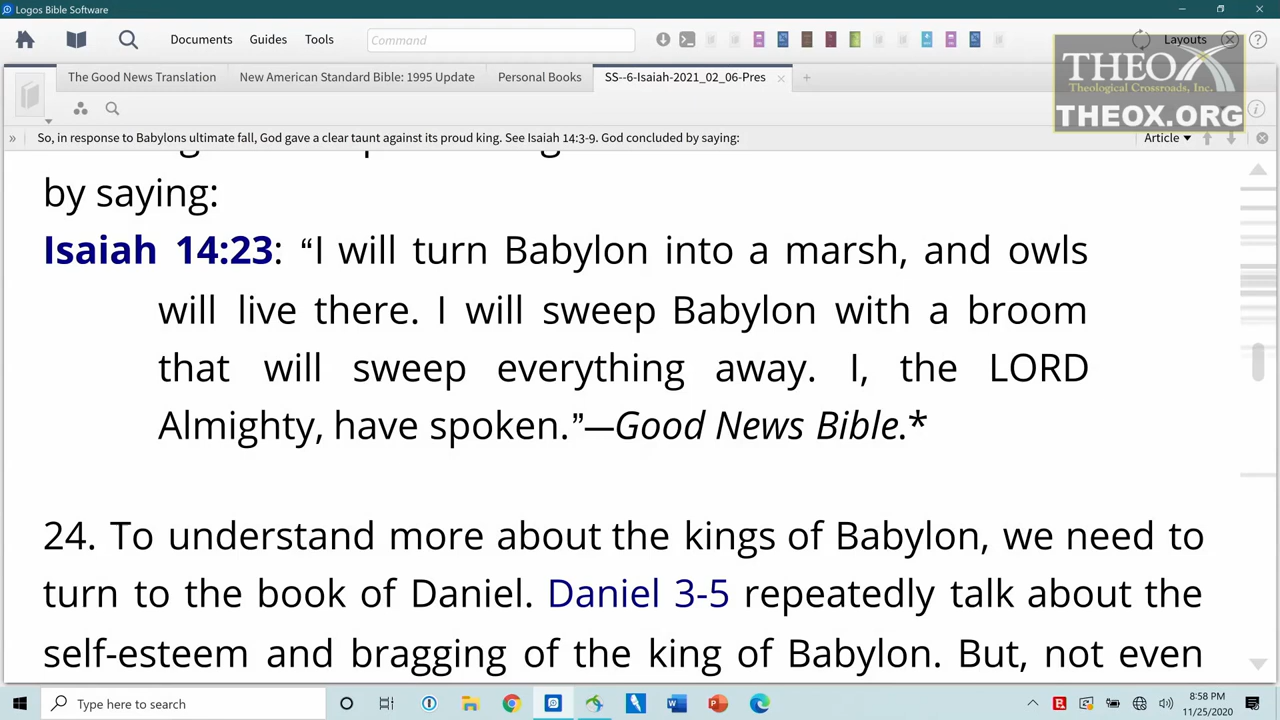 Logos Bible Software
Documents Guides Tools Command Layouts
The Good News Translation New American Standard Bible: 1995 Update Personal Books SS--6-Isaiah-2021_02_06-Pres
THEOX
Theological Crossroads, Inc.
THEOX.ORG
So, in response to Babylons ultimate fall, God gave a clear taunt against its proud king. See Isaiah 14:3-9. God concluded by saying: Article
by saying:
Isaiah 14:23: “I will turn Babylon into a marsh, and owls
will live there. I will sweep Babylon with a broom
that will sweep everything away. I, the LORD
Almighty, have spoken.”—Good News Bible.*
24. To understand more about the kings of Babylon, we need to
turn to the book of Daniel. Daniel 3-5 repeatedly talk about the
self-esteem and bragging of the king of Babylon. But, not even
Type here to search
8:58 PM
11/25/2020